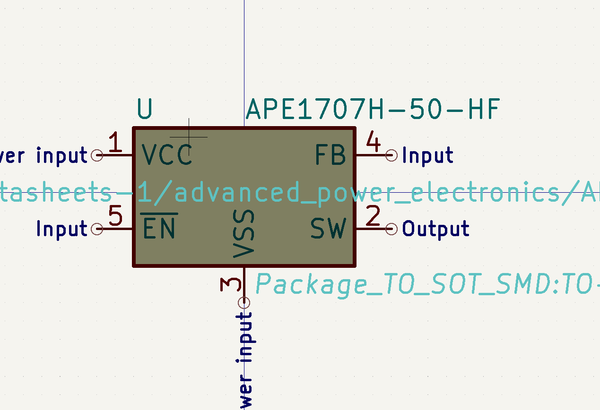 U APE1707H-50-HF
wer input 1 VCC FB 4 Input
tasheets-1/advanced_power_electronics/A
Input 5 EN SW 2 Output
VSS
3 Package_TO_SOT_SMD:TO-
wer input